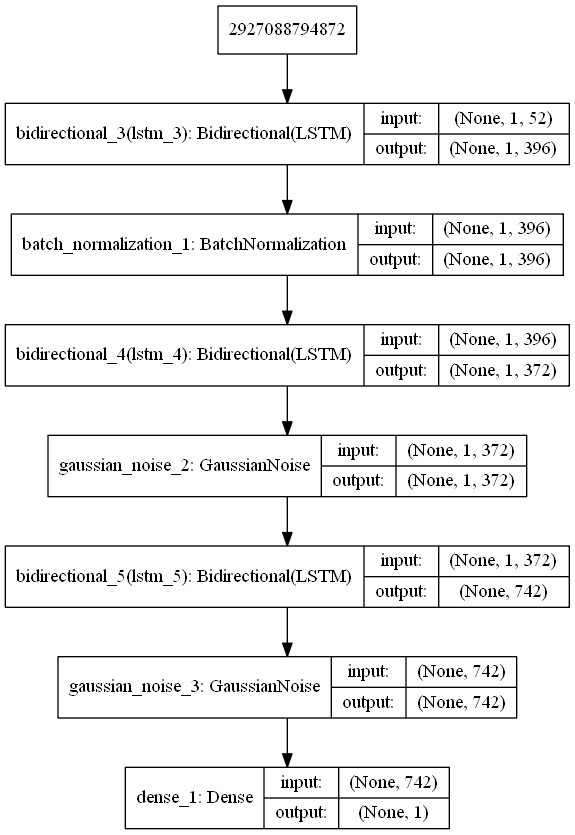 2927088794872
bidirectional_3(lstm_3): Bidirectional(LSTM)
input: (None, 1, 52)
output: (None, 1, 396)
batch_normalization_1: BatchNormalization
input: (None, 1, 396)
output: (None, 1, 396)
bidirectional_4(lstm_4): Bidirectional(LSTM)
input: (None, 1, 396)
output: (None, 1, 372)
gaussian_noise_2: GaussianNoise
input: (None, 1, 372)
output: (None, 1, 372)
bidirectional_5(lstm_5): Bidirectional(LSTM)
input: (None, 1, 372)
output: (None, 742)
gaussian_noise_3: GaussianNoise
input: (None, 742)
output: (None, 742)
dense_1: Dense
input: (None, 742)
output: (None, 1)